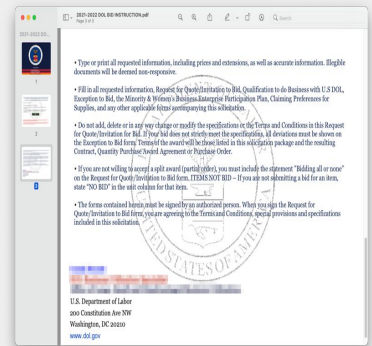 2021-2022 DOL BID INSTRUCTION.pdf
Page 3 of 3
Search
2021-2022 DO...
1
2
3
• Type or print all requested information, including prices and extensions, as well as accurate information. Illegible
documents will be deemed non-responsive.
• Fill in all requested information, Request for Quote/Invitation to Bid, Qualification to do Business with U.S DOL,
Exception to Bid, the Minority & Women's Business Enterprise Participation Plan, Claiming Preferences for
Supplies, and any other applicable forms accompanying this solicitation.
• Do not add, delete or in any way change or modify the specifications or the Terms and Conditions in this Request
for Quote/Invitation for Bid. If your bid does not strictly meet the specifications, all deviations must be shown on
the Exception to Bid form. Terms of the award will be those listed in this solicitation package and the resulting
Contract, Quantity Purchase Award Agreement or Purchase Order.
• If you are not willing to accept a split award (partial order), you must include the statement "Bidding all or none"
on the Request for Quote/Invitation to Bid form. ITEMS NOT BID – If you are not submitting a bid for an item,
state "NO BID" in the unit column for that item.
• The forms contained herein must be signed by an authorized person. When you sign the Request for
Quote/Invitation to Bid form, you are agreeing to the Terms and Conditions, special provisions and specifications
included in this solicitation.
STATES OF
U.S. Department of Labor
200 Constitution Ave NW
Washington, DC 20210
www.dol.gov